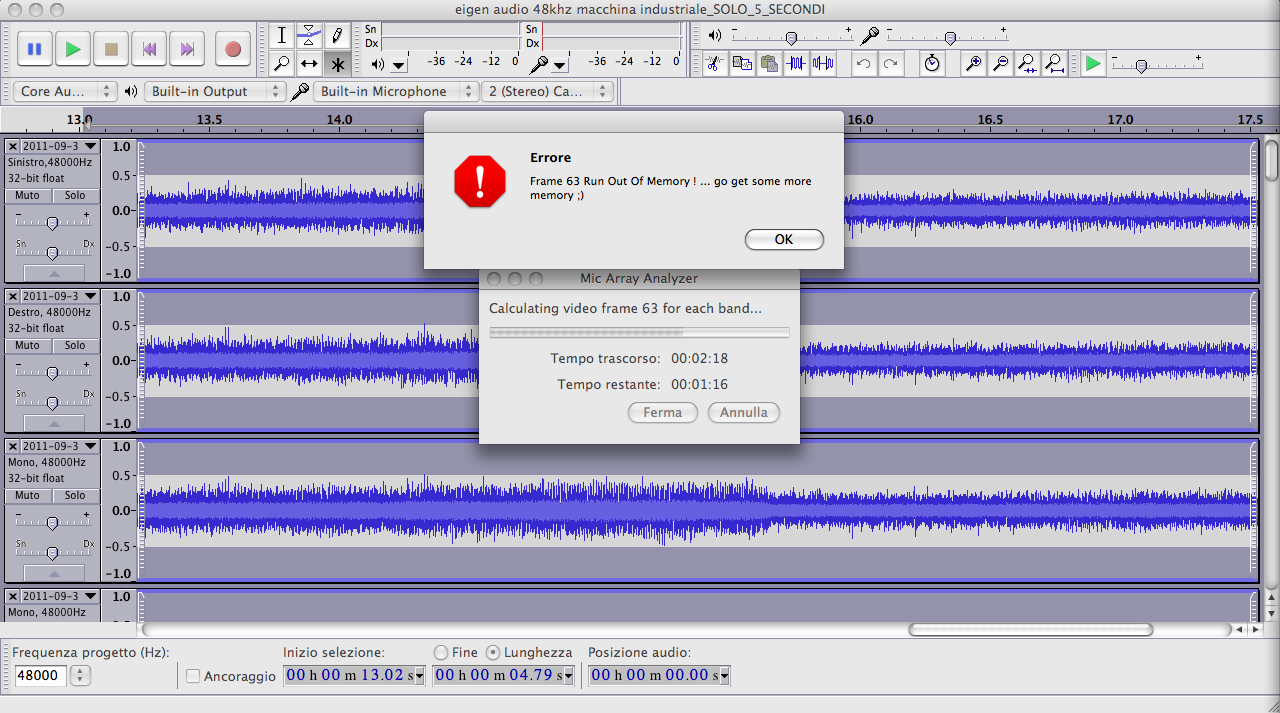 eigen audio 48khz macchina industriale_SOLO_5_SECONDI
Sn
Dx
-36 -24 -12 0
Sn
Dx
-36 -24 -12 0
Core Au...
Built-in Output
Built-in Microphone
2 (Stereo) Ca...
13.0 13.5 14.0 16.0 16.5 17.0 17.5
Errore
Frame 63 Run Out Of Memory ! ... go get some more
memory ;)
OK
Mic Array Analyzer
Calculating video frame 63 for each band...
Tempo trascorso: 00:02:18
Tempo restante: 00:01:16
Ferma Annulla
2011-09-3
Sinistro,48000Hz
32-bit float
Muto Solo
- +
Sn Dx
1.0
0.5-
0.0-
-0.5-
-1.0
2011-09-3
Destro, 48000Hz
32-bit float
Muto Solo
- +
Sn Dx
1.0
0.5-
0.0-
-0.5-
-1.0
2011-09-3
Mono, 48000Hz
32-bit float
Muto Solo
- +
Sn Dx
1.0
0.5-
0.0-
-0.5-
-1.0
2011-09-3
Mono, 48000Hz
1.0
Frequenza progetto (Hz):
48000
Ancoraggio
Inizio selezione:
00 h 00 m 13.02 s
Fine Lunghezza
00 h 00 m 04.79 s
Posizione audio:
00 h 00 m 00.00 s